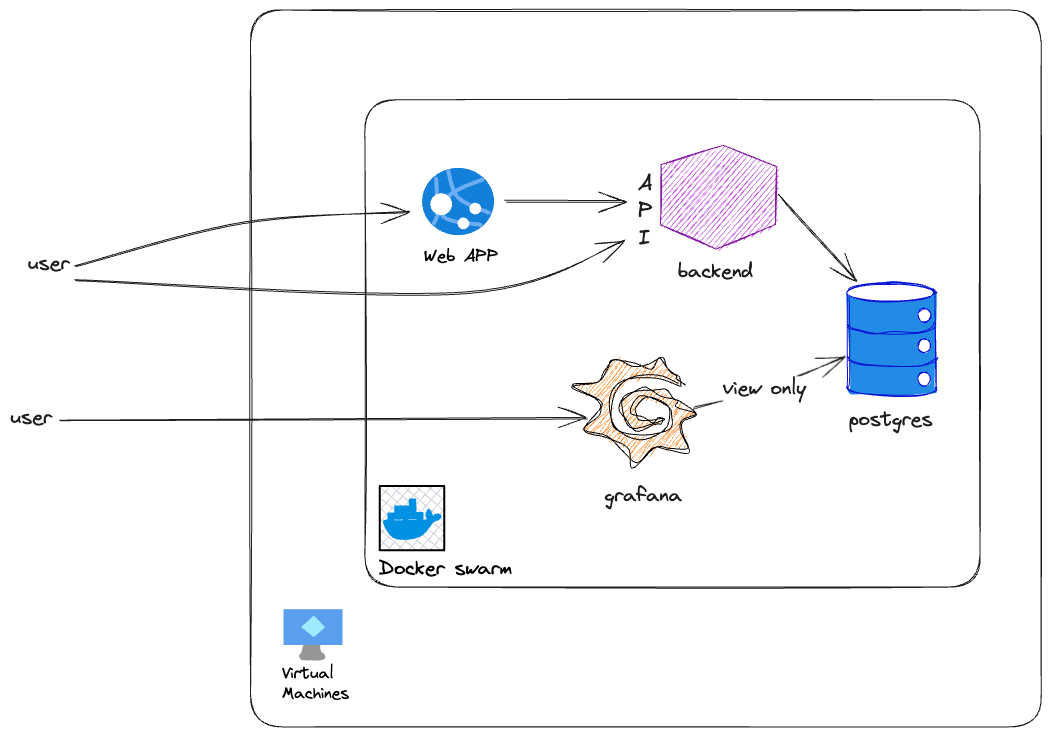 Web APP
A
P
I
backend
user
view only
user
postgres
grafana
Docker swarm
Virtual
Machines